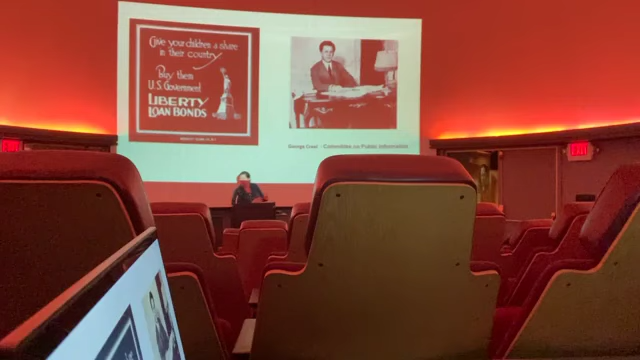 Give your children a share
in their country
Buy them
U.S. Government
LIBERTY
LOAN BONDS
George Creel - Committee on Public Information
EXIT